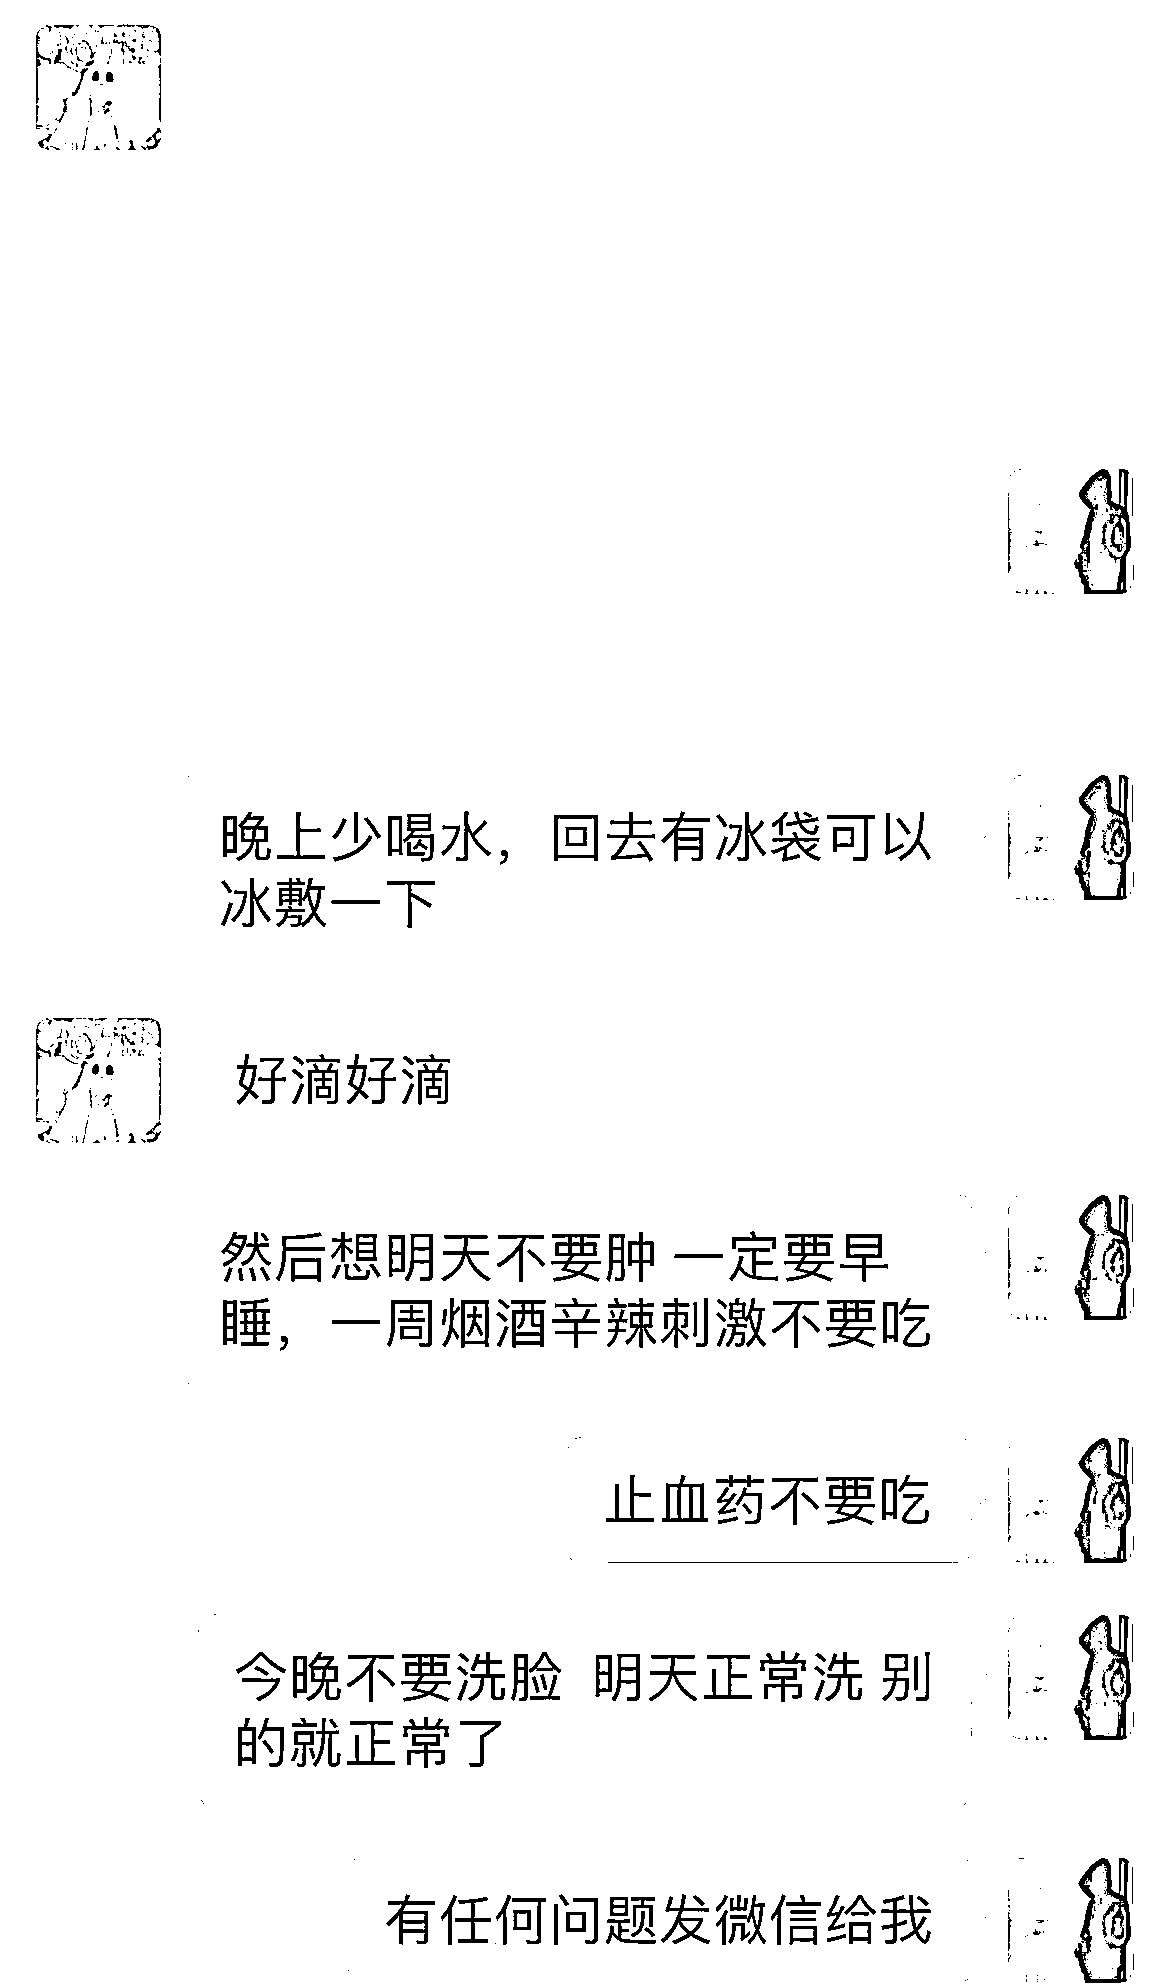 晚上少喝水，回去有冰袋可以
冰敷一下
好滴好滴
然后想明天不要肿 一定要早
睡，一周烟酒辛辣刺激不要吃
止血药不要吃
今晚不要洗脸 明天正常洗 别
的就正常了
有任何问题发微信给我